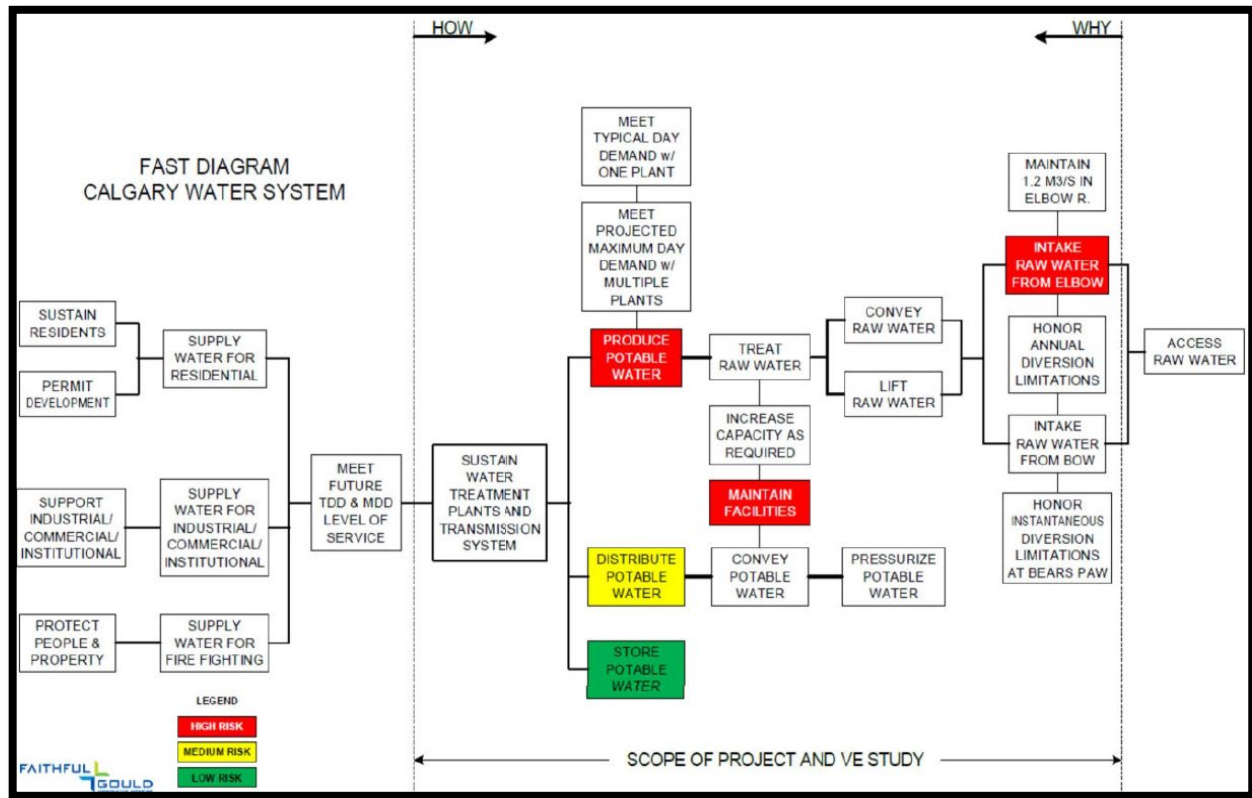 HOW
WHY
FAST DIAGRAM
CALGARY WATER SYSTEM
MEET
TYPICAL DAY
DEMAND w/
ONE PLANT
MEET
PROJECTED
MAXIMUM DAY
DEMAND w/
MULTIPLE
PLANTS
MAINTAIN
1.2 M3/S IN
ELBOW R.
INTAKE
RAW WATER
FROM ELBOW
SUSTAIN
RESIDENTS
PERMIT
DEVELOPMENT
SUPPLY
WATER FOR
RESIDENTIAL
PRODUCE
POTABLE
WATER
TREAT
RAW WATER
CONVEY
RAW WATER
LIFT
RAW WATER
HONOR
ANNUAL
DIVERSION
LIMITATIONS
ACCESS
RAW WATER
INCREASE
CAPACITY AS
REQUIRED
INTAKE
RAW WATER
FROM BOW
SUPPORT
INDUSTRIAL/
COMMERCIAL/
INSTITUTIONAL
SUPPLY
WATER FOR
INDUSTRIAL/
COMMERCIAL/
INSTITUTIONAL
MEET
FUTURE
TDD & MDD
LEVEL OF
SERVICE
SUSTAIN
WATER
TREATMENT
PLANTS AND
TRANSMISSION
SYSTEM
MAINTAIN
FACILITIES
HONOR
INSTANTANEOUS
DIVERSION
LIMITATIONS
AT BEARS PAW
DISTRIBUTE
POTABLE
WATER
CONVEY
POTABLE
WATER
PRESSURIZE
POTABLE
WATER
PROTECT
PEOPLE &
PROPERTY
SUPPLY
WATER FOR
FIRE FIGHTING
STORE
POTABLE
WATER
LEGEND
HIGH RISK
MEDIUM RISK
LOW RISK
SCOPE OF PROJECT AND VE STUDY
FAITHFUL
GOULD